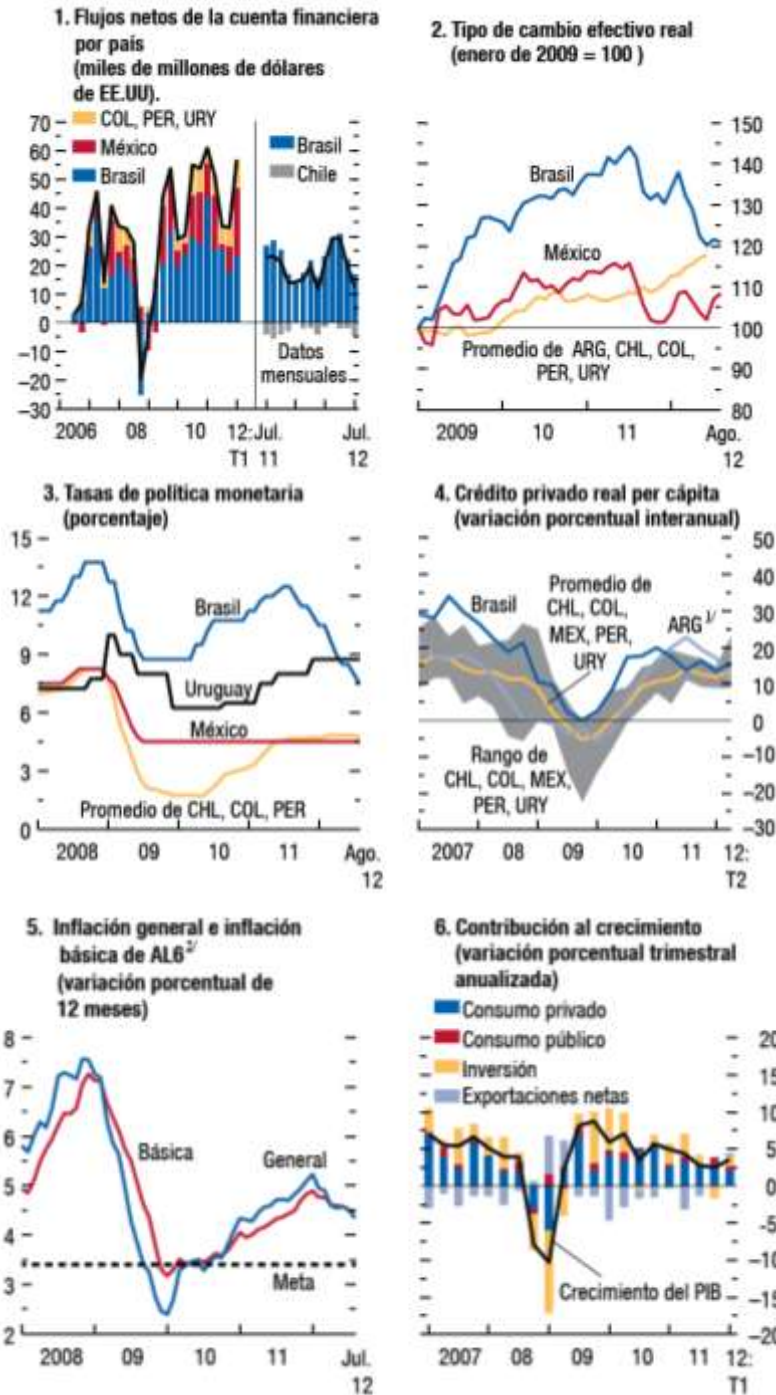 1. Flujos netos de la cuenta financiera
por país
(miles de millones de dólares
de EE.UU).
COL, PER, URY
México
Brasil
Brasil
Chile
Datos
mensuales
70
60
50
40
30
20
10
0
–10
–20
–30
2006 08 10 12: Jul. Jul.
T1 11 12
2. Tipo de cambio efectivo real
(enero de 2009 = 100 )
150
140
130
120
110
100
90
80
Brasil
México
Promedio de ARG, CHL, COL,
PER, URY
2009 10 11 Ago.
12
3. Tasas de política monetaria
(porcentaje)
15
12
9
6
3
0
Brasil
Uruguay
México
Promedio de CHL, COL, PER
2008 09 10 11 Ago.
12
4. Crédito privado real per cápita
(variación porcentual interanual)
50
40
30
20
10
0
–10
–20
–30
Brasil
Promedio de
CHL, COL,
MEX, PER,
URY
ARG 1/
Rango de
CHL, COL, MEX,
PER, URY
2007 08 09 10 11 12:
T2
5. Inflación general e inflación
básica de AL6 2/
(variación porcentual de
12 meses)
8
7
6
5
4
3
2
Básica
General
Meta
2008 09 10 11 Jul.
12
6. Contribución al crecimiento
(variación porcentual trimestral
anualizada)
Consumo privado
Consumo público
Inversión
Exportaciones netas
20
15
10
5
0
–5
–10
–15
–20
Crecimiento del PIB
2007 08 09 10 11 12:
T1